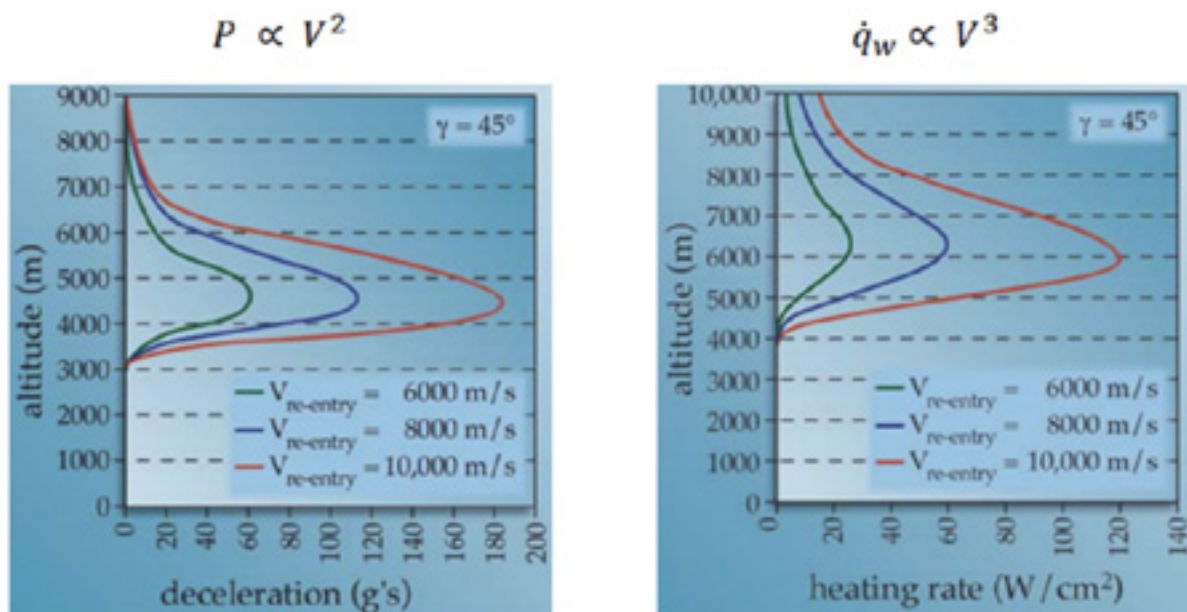 P ∝ V²
q̇w ∝ V³
9000
8000
7000
6000
5000
4000
3000
2000
1000
0
altitude (m)
γ = 45°
V re-entry = 6000 m/s
V re-entry = 8000 m/s
V re-entry = 10,000 m/s
0 20 40 60 80 100 120 140 160 180 200
deceleration (g's)
10,000
9000
8000
7000
6000
5000
4000
3000
2000
1000
0
altitude (m)
γ = 45°
V re-entry = 6000 m/s
V re-entry = 8000 m/s
V re-entry = 10,000 m/s
0 20 40 60 80 100 120 140
heating rate (W/cm²)